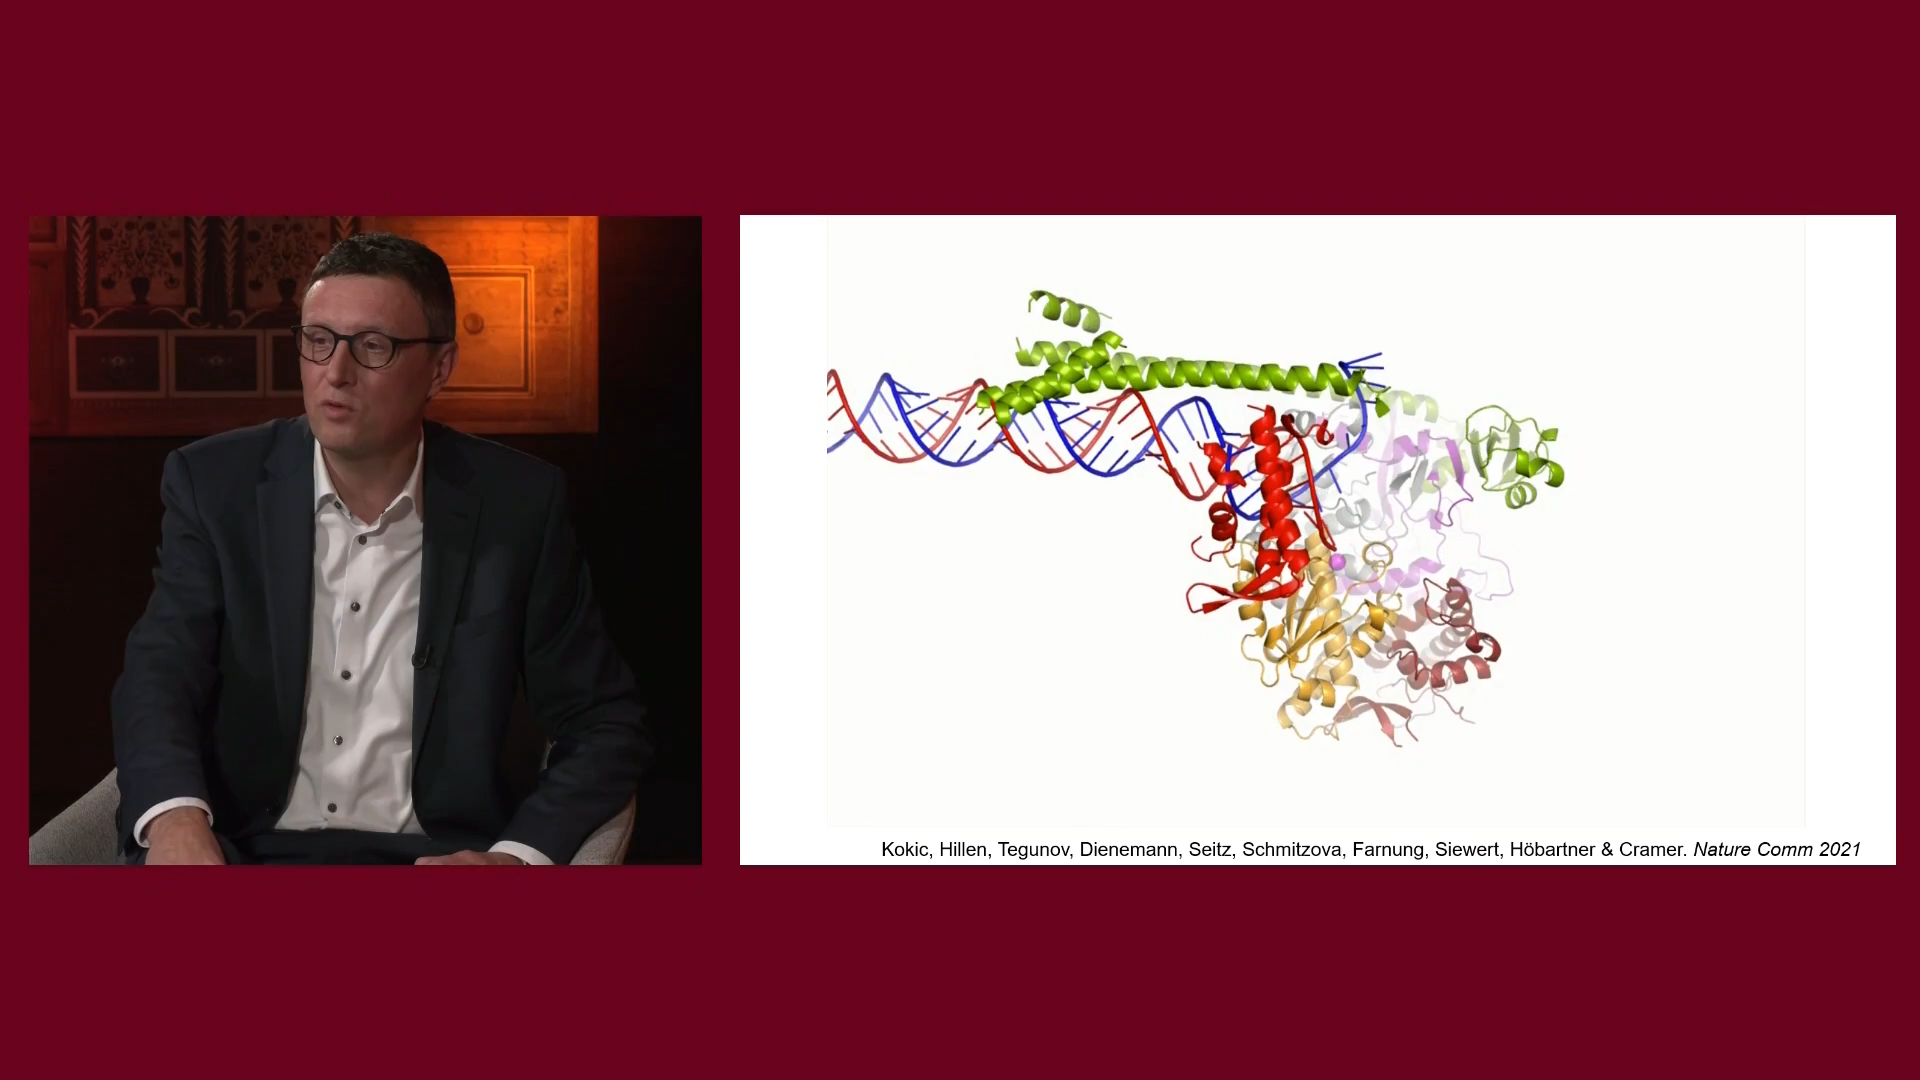 Kokic, Hillen, Tegunov, Dienemann, Seitz, Schmitzova, Farnung, Siewert, Höbartner & Cramer. Nature Comm 2021